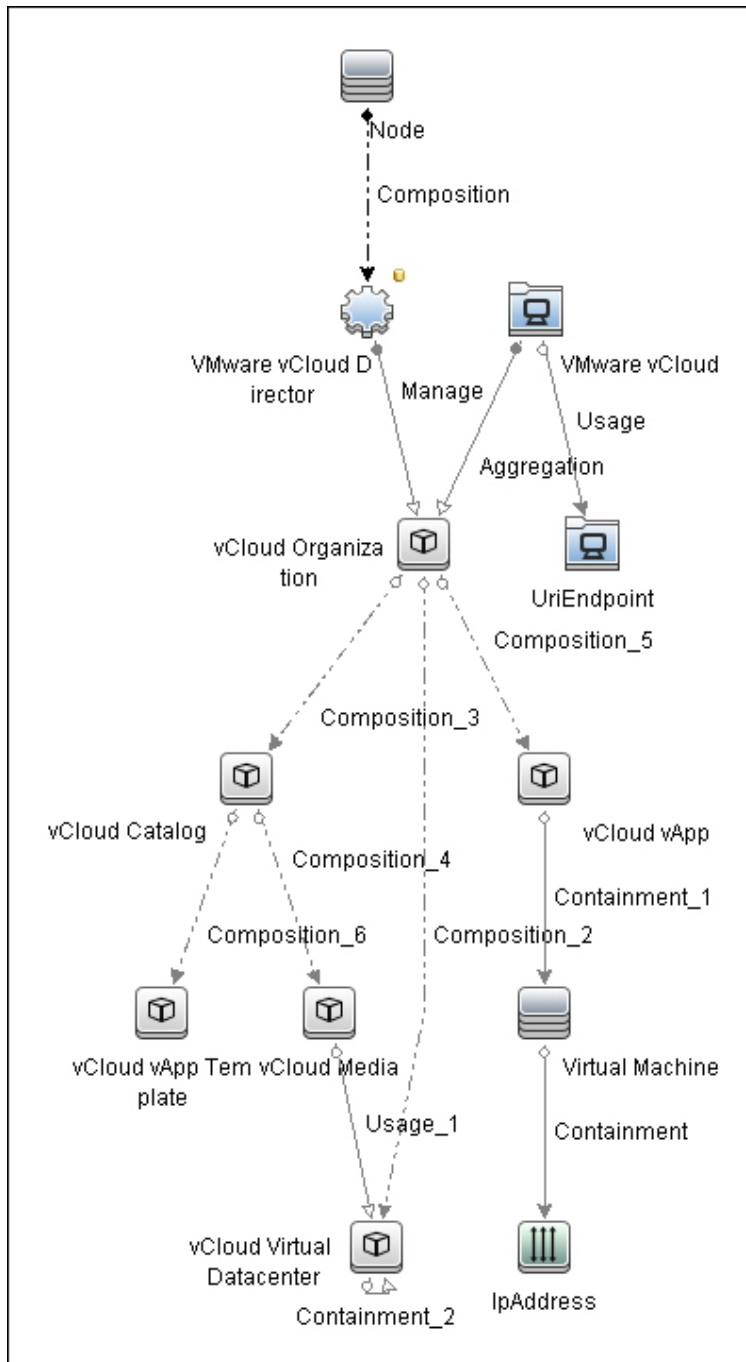 Node
Composition
VMware vCloud D
irector
VMware vCloud
Manage
Usage
Aggregation
vCloud Organiza
tion
UriEndpoint
Composition_5
Composition_3
vCloud Catalog
vCloud vApp
Composition_4
Containment_1
Composition_6
Composition_2
vCloud vApp Tem
plate
vCloud Media
Virtual Machine
Usage_1
Containment
vCloud Virtual
Datacenter
IpAddress
Containment_2